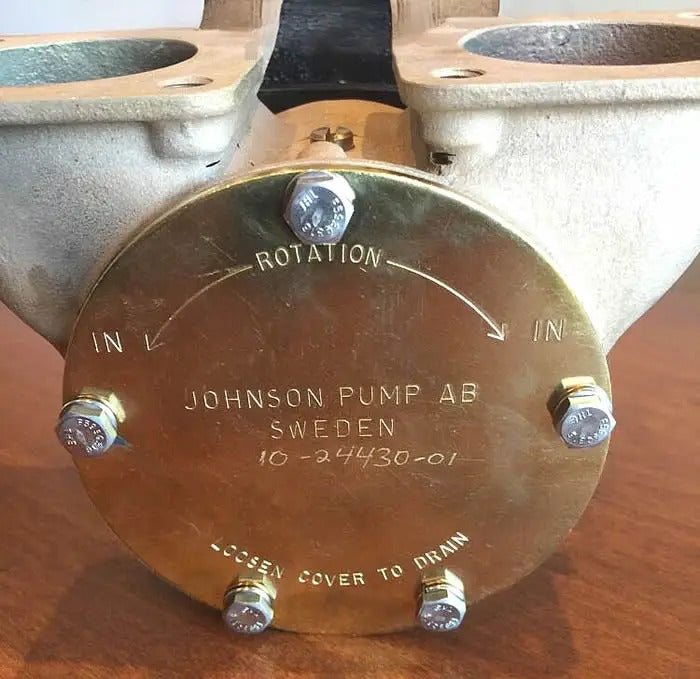 ROTATION
IN IN
JOHNSON PUMP AB
SWEDEN
10-24430-01
LOOSEN COVER TO DRAIN